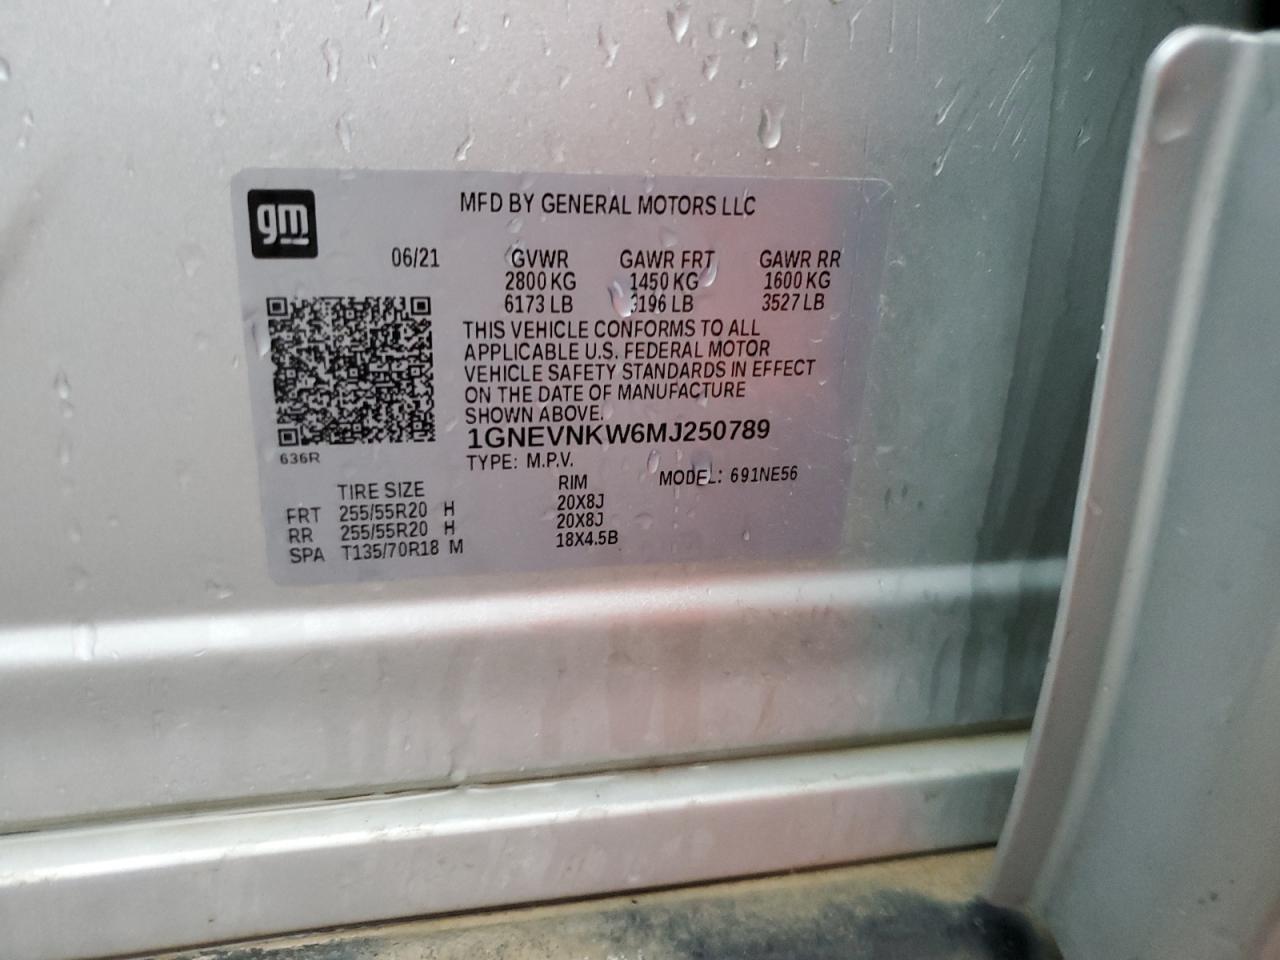 gm
MFD BY GENERAL MOTORS LLC
06/21 GVWR GAWR FRT GAWR RR
2800 KG 1450 KG 1600 KG
6173 LB 3196 LB 3527 LB
THIS VEHICLE CONFORMS TO ALL
APPLICABLE U.S. FEDERAL MOTOR
VEHICLE SAFETY STANDARDS IN EFFECT
ON THE DATE OF MANUFACTURE
SHOWN ABOVE.
1GNEVNKW6MJ250789
636R
TYPE: M.P.V. MODEL: 691NE56
TIRE SIZE RIM
FRT 255/55R20 H 20X8J
RR 255/55R20 H 20X8J
SPA T135/70R18 M 18X4.5B